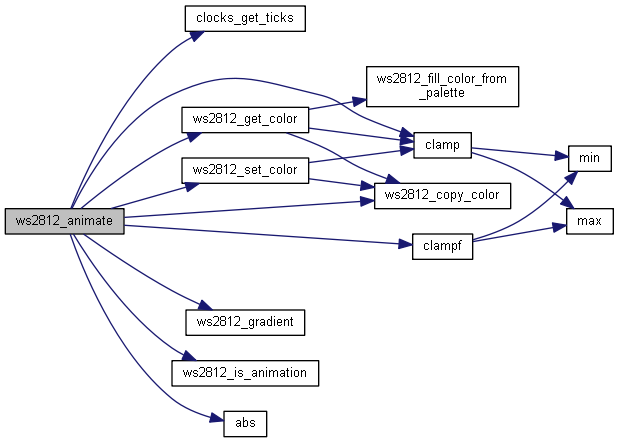 clocks_get_ticks
ws2812_fill_color_from
_palette
ws2812_get_color
clamp
min
ws2812_set_color
ws2812_copy_color
ws2812_animate
max
clampf
ws2812_gradient
ws2812_is_animation
abs